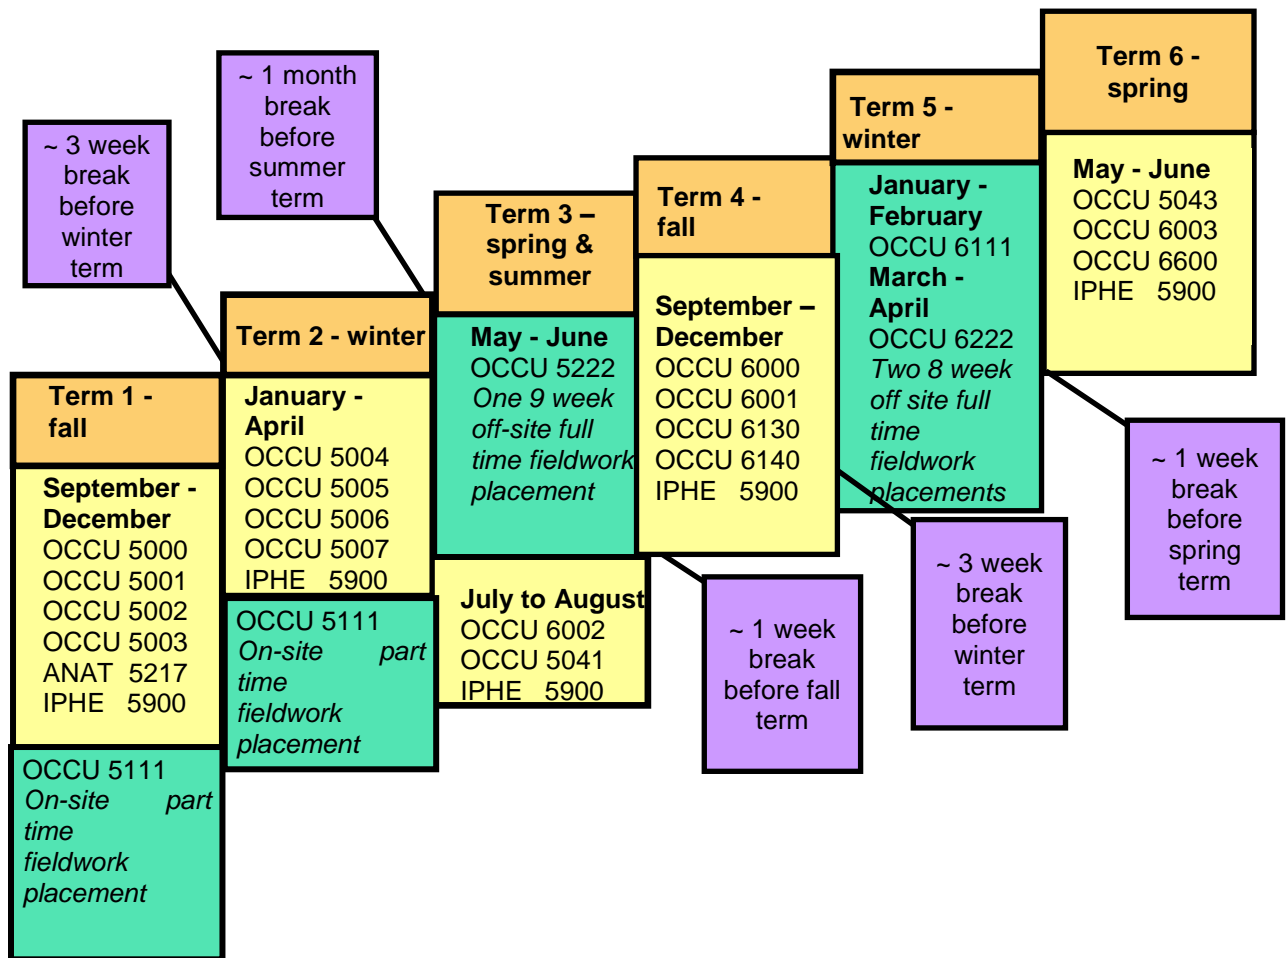 ~ 3 week
break
before
winter
term
~ 1 month
break
before
summer
term
Term 1 -
fall
September -
December
OCCU 5000
OCCU 5001
OCCU 5002
OCCU 5003
ANAT 5217
IPHE 5900
OCCU 5111
On-site part
time
fieldwork
placement
Term 2 - winter
January -
April
OCCU 5004
OCCU 5005
OCCU 5006
OCCU 5007
IPHE 5900
OCCU 5111
On-site part
time
fieldwork
placement
Term 3 –
spring &
summer
May - June
OCCU 5222
One 9 week
off-site full
time fieldwork
placement
July to August
OCCU 6002
OCCU 5041
IPHE 5900
Term 4 -
fall
September –
December
OCCU 6000
OCCU 6001
OCCU 6130
OCCU 6140
IPHE 5900
~ 1 week
break
before fall
term
Term 5 -
winter
January -
February
OCCU 6111
March -
April
OCCU 6222
Two 8 week
off site full
time
fieldwork
placements
~ 3 week
break
before
winter
term
Term 6 -
spring
May - June
OCCU 5043
OCCU 6003
OCCU 6600
IPHE 5900
~ 1 week
break
before
spring
term